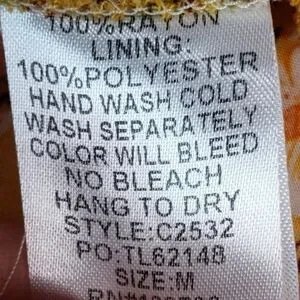 100%RAYON
LINING:
100%POLYESTER
HAND WASH COLD
WASH SEPARATELY
COLOR WILL BLEED
NO BLEACH
HANG TO DRY
STYLE:C2532
PO:TL62148
SIZE:M